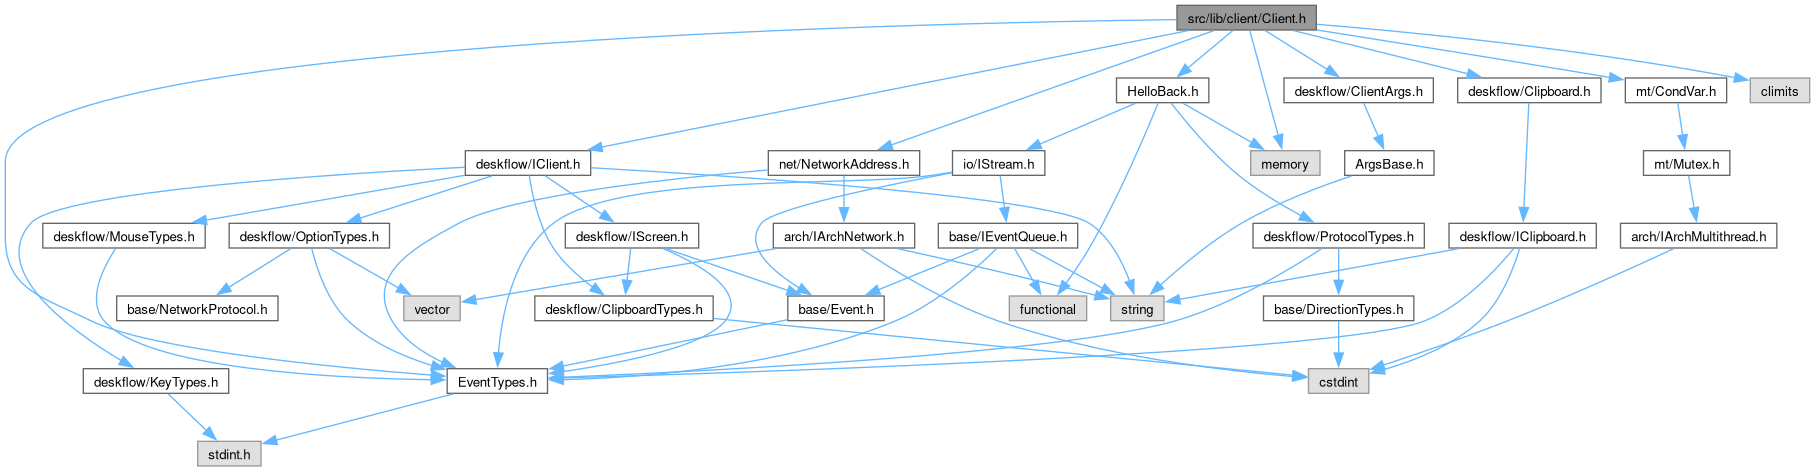 src/lib/client/Client.h
HelloBack.h
deskflow/ClientArgs.h
deskflow/Clipboard.h
mt/CondVar.h
climits
deskflow/IClient.h
net/NetworkAddress.h
io/IStream.h
memory
ArgsBase.h
mt/Mutex.h
deskflow/MouseTypes.h
deskflow/OptionTypes.h
deskflow/IScreen.h
arch/IArchNetwork.h
base/IEventQueue.h
deskflow/ProtocolTypes.h
deskflow/IClipboard.h
arch/IArchMultithread.h
base/NetworkProtocol.h
vector
deskflow/ClipboardTypes.h
base/Event.h
functional
string
base/DirectionTypes.h
deskflow/KeyTypes.h
EventTypes.h
cstdint
stdint.h